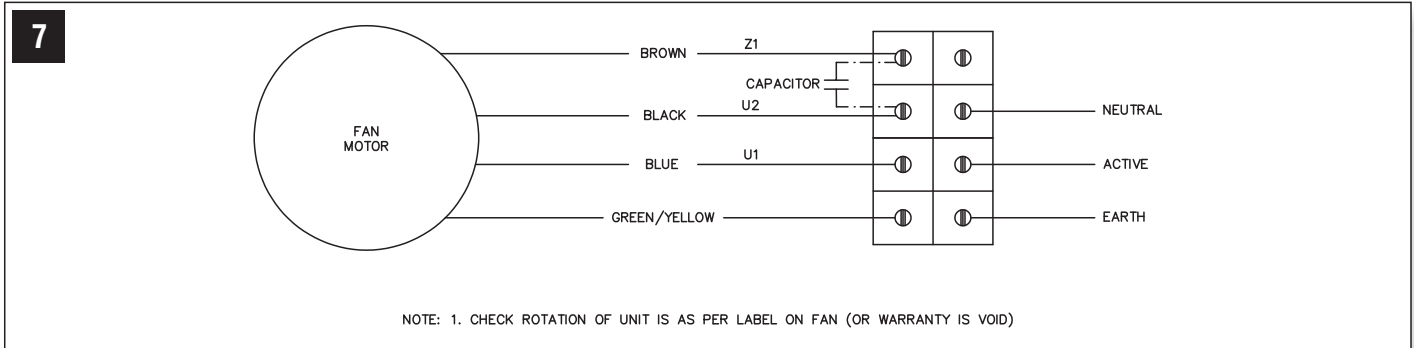 7
BROWN
Z1
CAPACITOR
BLACK
U2
NEUTRAL
FAN
MOTOR
BLUE
U1
ACTIVE
GREEN/YELLOW
EARTH
NOTE: 1. CHECK ROTATION OF UNIT IS AS PER LABEL ON FAN (OR WARRANTY IS VOID)